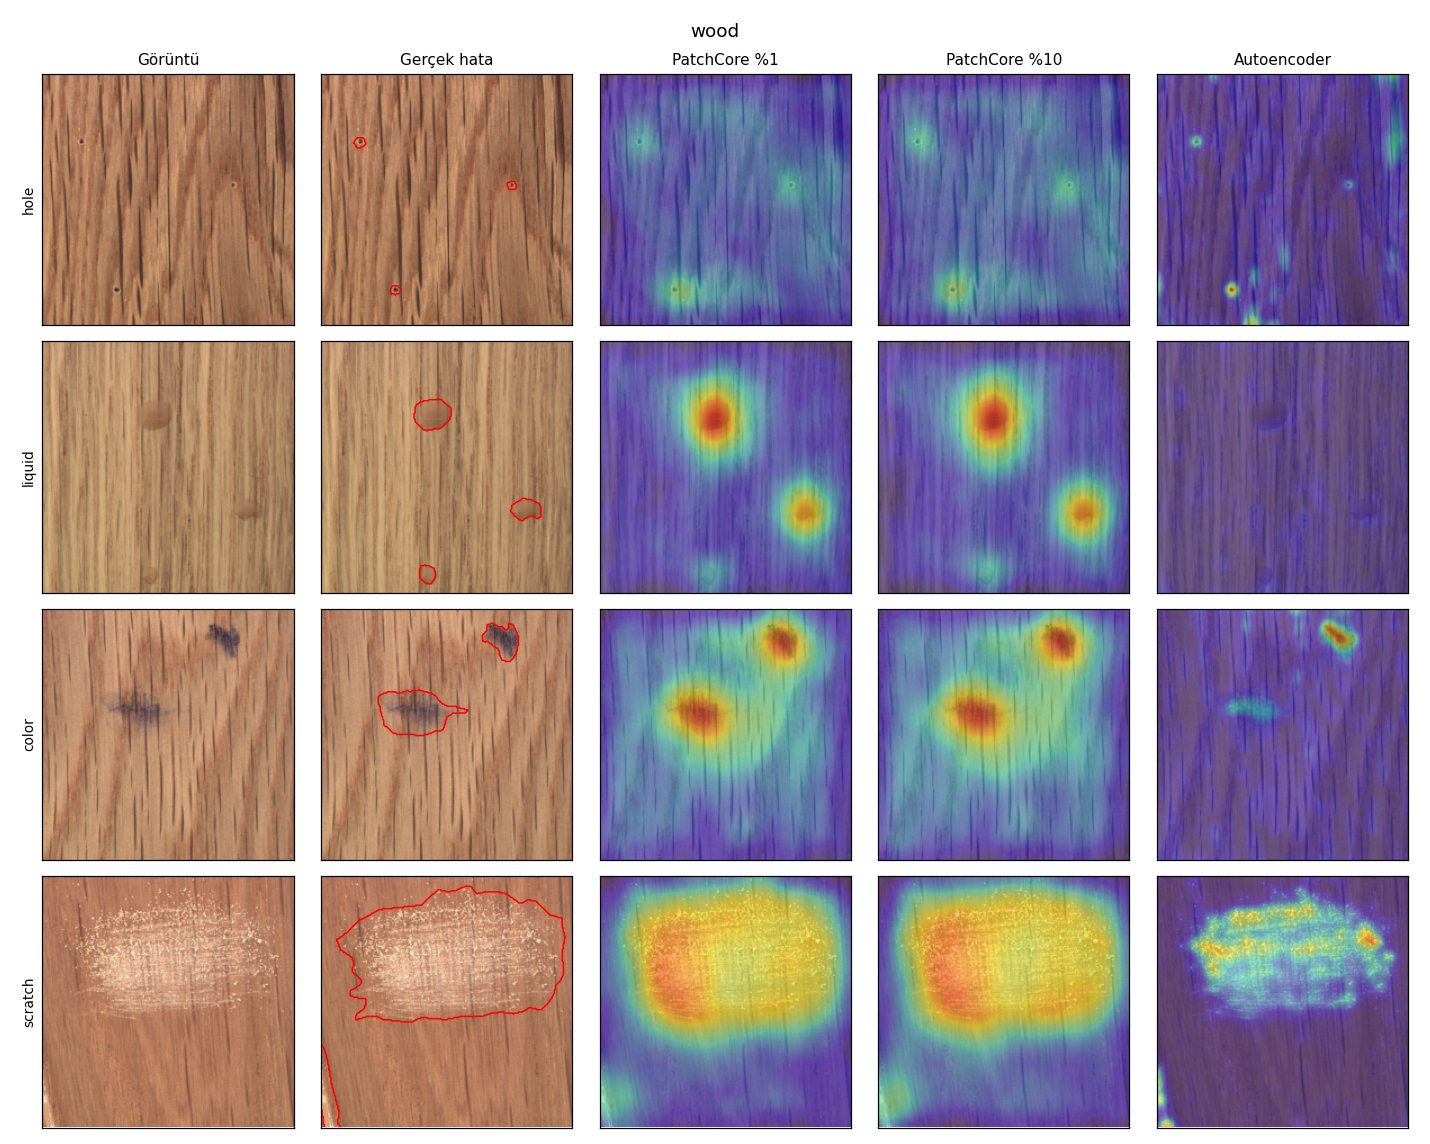 wood
Görüntü Gerçek hata PatchCore %1 PatchCore %10 Autoencoder
hole
liquid
color
scratch